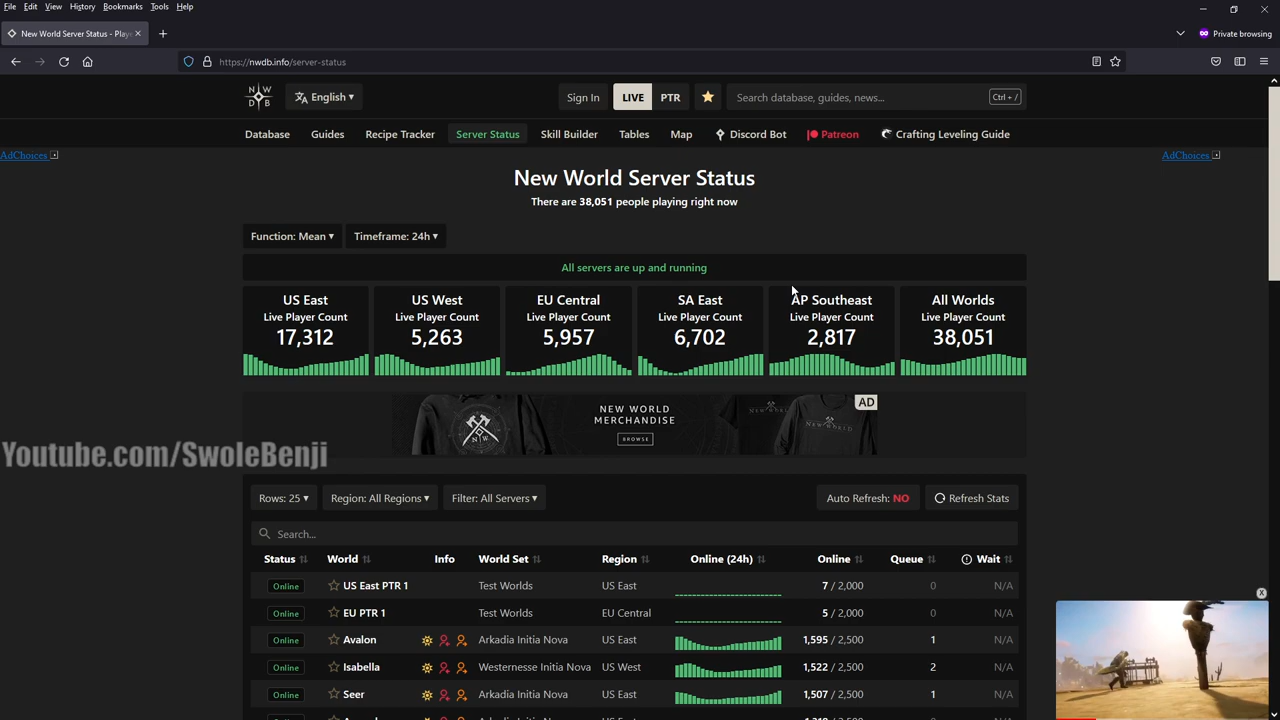 File Edit View History Bookmarks Tools Help
New World Server Status - Playe
Private browsing
https://nwdb.info/server-status
NW
DB
English
Sign In
LIVE
PTR
Search database, guides, news...
Ctrl + /
Database
Guides
Recipe Tracker
Server Status
Skill Builder
Tables
Map
Discord Bot
Patreon
Crafting Leveling Guide
AdChoices
AdChoices
New World Server Status
There are 38,051 people playing right now
Function: Mean
Timeframe: 24h
All servers are up and running
US East
Live Player Count
17,312
US West
Live Player Count
5,263
EU Central
Live Player Count
5,957
SA East
Live Player Count
6,702
AP Southeast
Live Player Count
2,817
All Worlds
Live Player Count
38,051
NEW WORLD
MERCHANDISE
BROWSE
AD
Youtube.com/SwoleBenji
Rows: 25
Region: All Regions
Filter: All Servers
Auto Refresh: NO
Refresh Stats
Search...
Status World Info World Set Region Online (24h) Online Queue Wait
Online US East PTR 1 Test Worlds US East 7 / 2,000 0 N/A
Online EU PTR 1 Test Worlds EU Central 5 / 2,000 0 N/A
Online Avalon Arkadia Initia Nova US East 1,595 / 2,500 1 N/A
Online Isabella Westernesse Initia Nova US West 1,522 / 2,500 2 N/A
Online Seer Arkadia Initia Nova US East 1,507 / 2,500 1 N/A